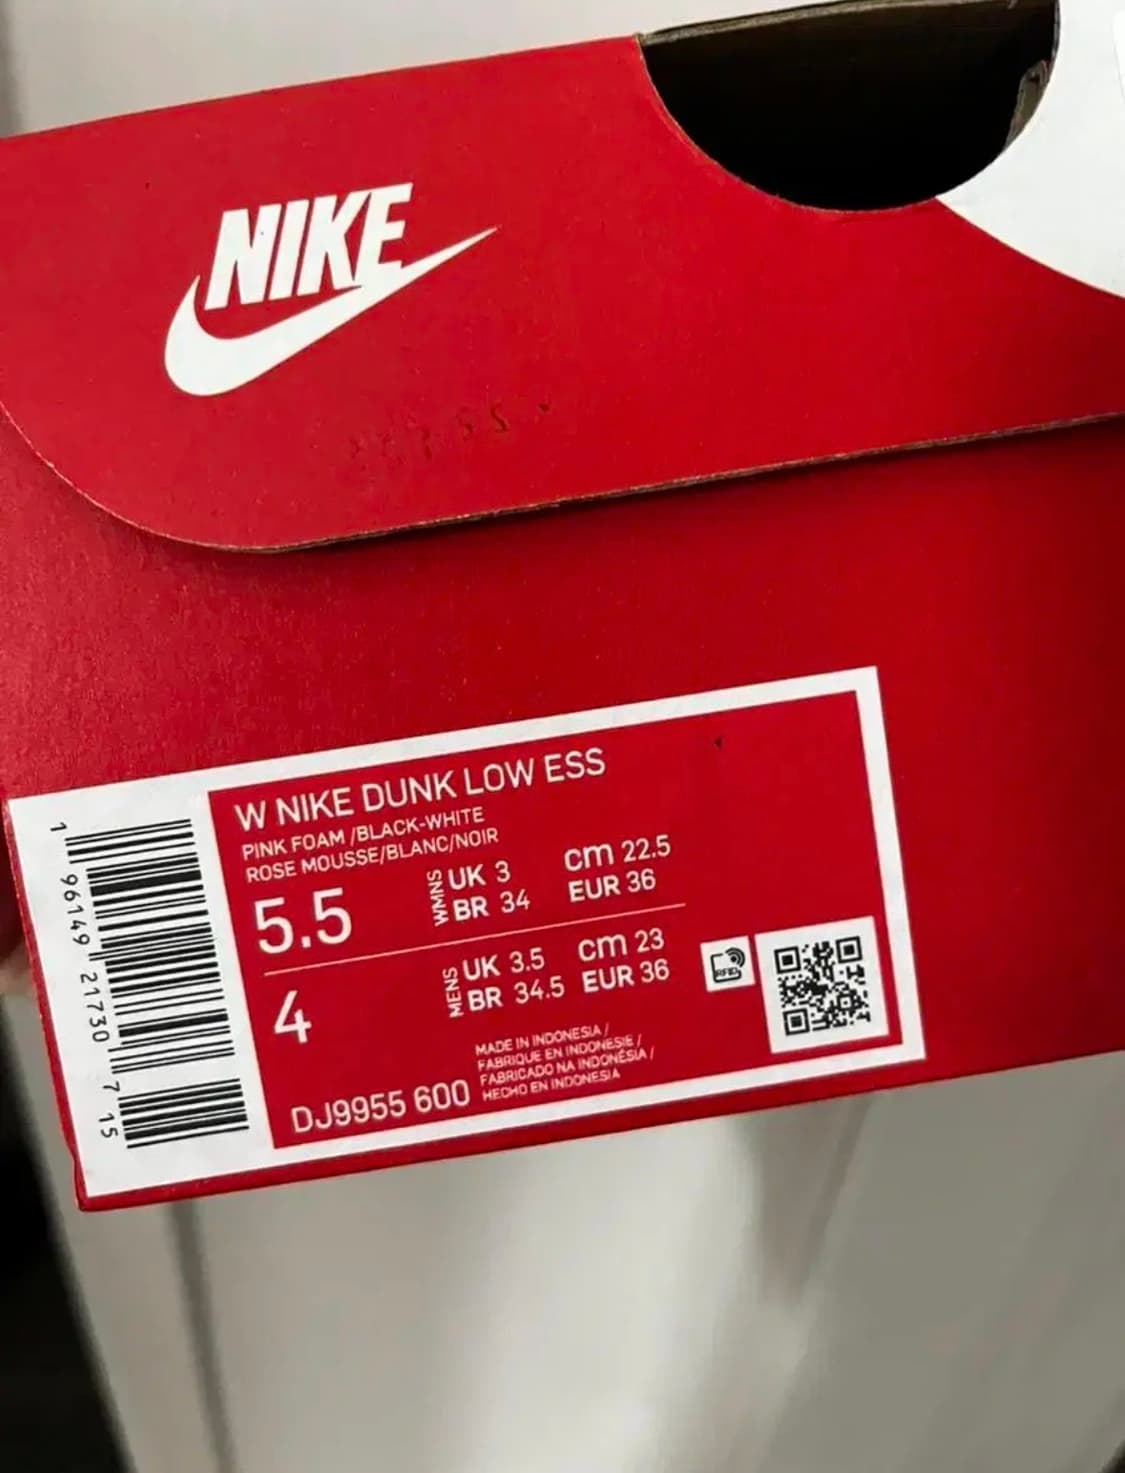 NIKE
W NIKE DUNK LOW ESS
PINK FOAM /BLACK-WHITE
ROSE MOUSSE/BLANC/NOIR
5.5
WMNS
UK 3
BR 34
cm 22.5
EUR 36
4
MENS
UK 3.5
BR 34.5
cm 23
EUR 36
MADE IN INDONESIA /
FABRIQUE EN INDONESIE /
FABRICADO NA INDONÉSIA /
HECHO EN INDONESIA
DJ9955 600
RFID
1 96149 21730 7 15